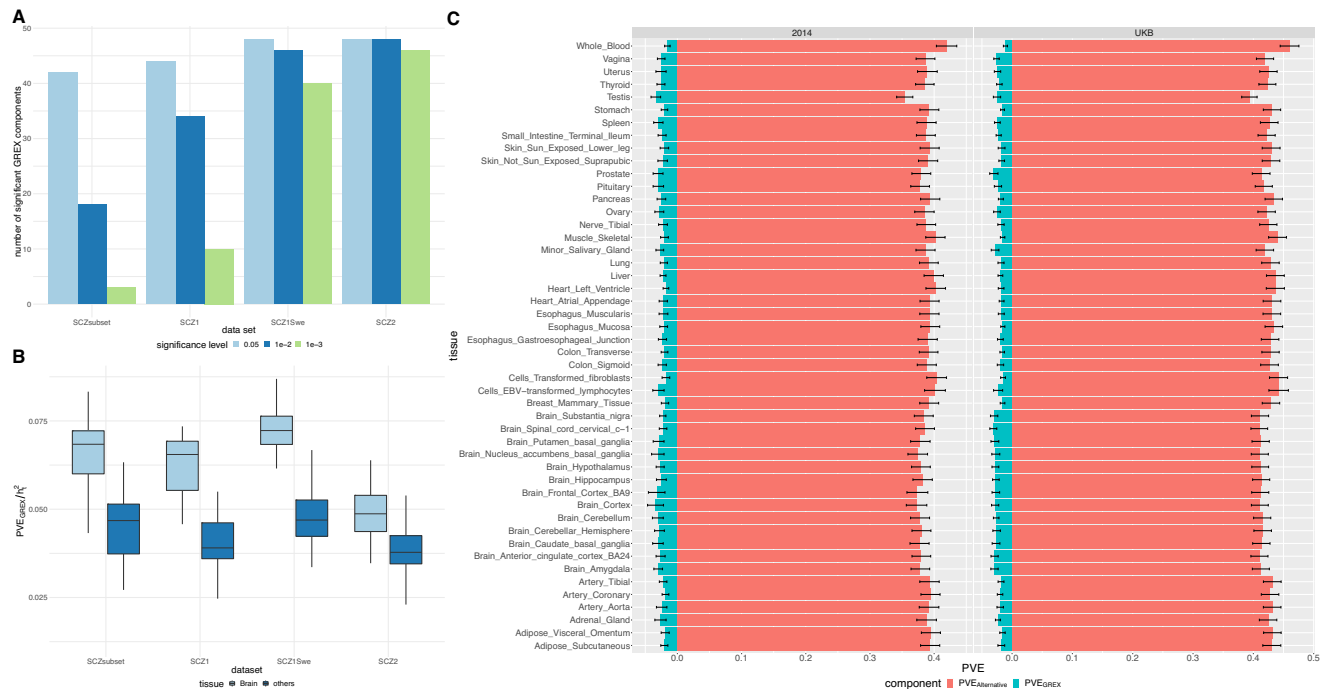 A
50
40
30
20
10
0
number of significant GREX components
SCZsubset
SCZ1
SCZ1Swe
SCZ2
data set
significance level
0.05
1e-2
1e-3
B
0.075
0.050
0.025
PVE_GREX/h_t^2
SCZsubset
SCZ1
SCZ1Swe
SCZ2
dataset
tissue
Brain
others
C
2014
UKB
tissue
Whole_Blood
Vagina
Uterus
Thyroid
Testis
Stomach
Spleen
Small_Intestine_Terminal_Ileum
Skin_Sun_Exposed_Lower_leg
Skin_Not_Sun_Exposed_Suprapubic
Prostate
Pituitary
Pancreas
Ovary
Nerve_Tibial
Muscle_Skeletal
Minor_Salivary_Gland
Lung
Liver
Heart_Left_Ventricle
Heart_Atrial_Appendage
Esophagus_Muscularis
Esophagus_Mucosa
Esophagus_Gastroesophageal_Junction
Colon_Transverse
Colon_Sigmoid
Cells_Transformed_fibroblasts
Cells_EBV-transformed_lymphocytes
Breast_Mammary_Tissue
Brain_Substantia_nigra
Brain_Spinal_cord_cervical_c-1
Brain_Putamen_basal_ganglia
Brain_Nucleus_accumbens_basal_ganglia
Brain_Hypothalamus
Brain_Hippocampus
Brain_Frontal_Cortex_BA9
Brain_Cortex
Brain_Cerebellum
Brain_Cerebellar_Hemisphere
Brain_Caudate_basal_ganglia
Brain_Anterior_cingulate_cortex_BA24
Brain_Amygdala
Artery_Tibial
Artery_Coronary
Artery_Aorta
Adrenal_Gland
Adipose_Visceral_Omentum
Adipose_Subcutaneous
0.0 0.1 0.2 0.3 0.4
0.0 0.1 0.2 0.3 0.4 0.5
PVE
component
PVE_Alternative
PVE_GREX